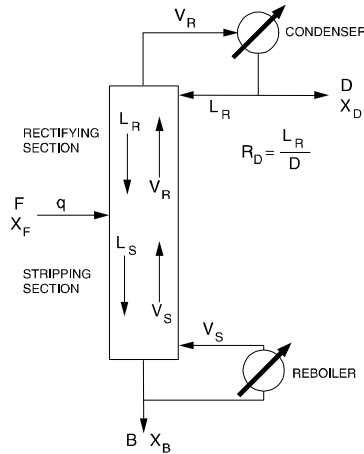 V_R
CONDENSER
D
X_D
L_R
RECTIFYING
SECTION
L_R
V_R
R_D = L_R / D
F
X_F
q
L_S
STRIPPING
SECTION
V_S
V_S
REBOILER
B X_B